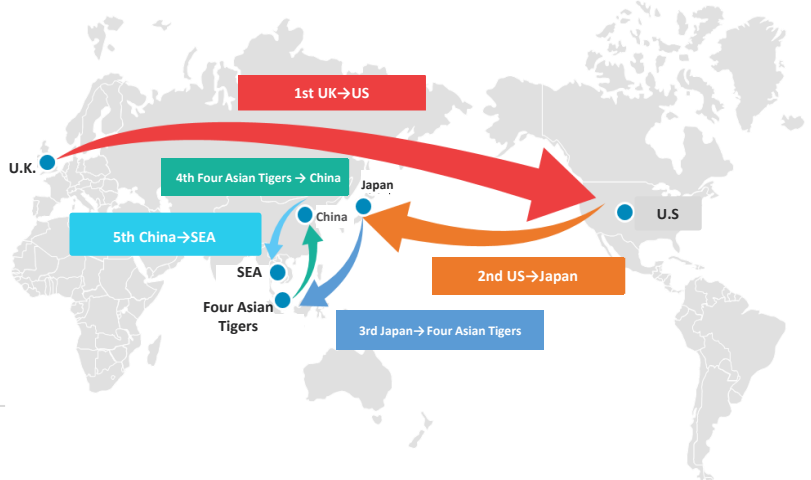 1st UK→US
U.K.
4th Four Asian Tigers → China
Japan
China
U.S
5th China→SEA
SEA
2nd US→Japan
Four Asian
Tigers
3rd Japan→Four Asian Tigers